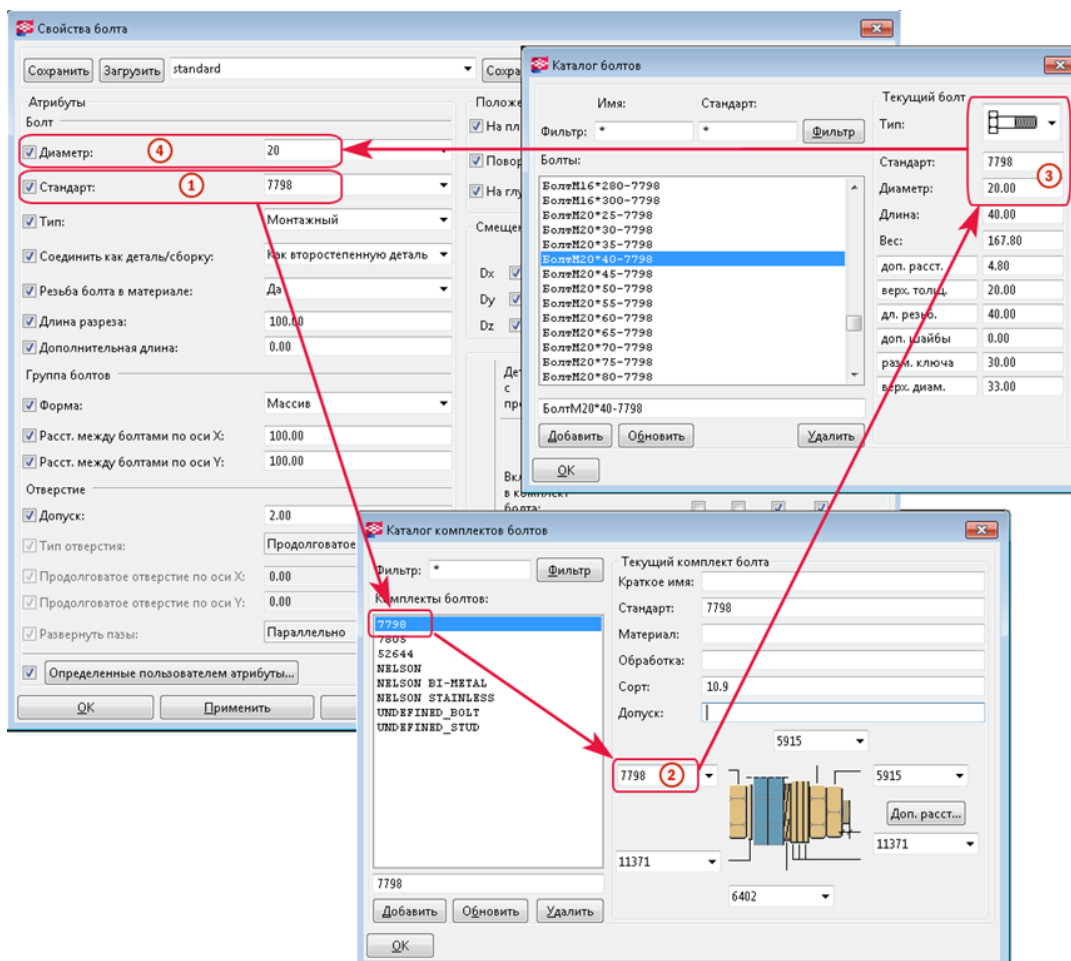 Свойства болта
Сохранить Загрузить standard Сохра
Атрибуты
Болт
Диаметр: 4 20
Стандарт: 1 7798
Тип: Монтажный
Соединить как деталь/сборку: Как второстепенную деталь
Резьба болта в материале: Да
Длина разреза: 100.00
Дополнительная длина: 0.00
Группа болтов
Форма: Массив
Расст. между болтами по оси X: 100.00
Расст. между болтами по оси Y: 100.00
Отверстие
Допуск: 2.00
Тип отверстия: Продолговатое
Продолговатое отверстие по оси X: 0.00
Продолговатое отверстие по оси Y: 0.00
Развернуть пазы: Параллельно
Определенные пользователем атрибуты...
OK Применить
Положе
На пл
Повор
На глу
Смещен
Dx
Dy
Dz
Дет
с
пре
Вкл
в комплект
болта:
Каталог болтов
Имя: Стандарт:
Фильтр: * * Фильтр
Болты:
БолтM16*280-7798
БолтM16*300-7798
БолтM20*25-7798
БолтM20*30-7798
БолтM20*35-7798
БолтM20*40-7798
БолтM20*45-7798
БолтM20*50-7798
БолтM20*55-7798
БолтM20*60-7798
БолтM20*65-7798
БолтM20*70-7798
БолтM20*75-7798
БолтM20*80-7798
БолтM20*40-7798
Добавить Обновить Удалить
OK
Текущий болт
Тип:
Стандарт: 7798 3
Диаметр: 20.00
Длина: 40.00
Вес: 167.80
доп. расст. 4.80
верх. толщ. 20.00
дл. резьб. 40.00
доп. шайбы 0.00
разм. ключа 30.00
верх. диам. 33.00
Каталог комплектов болтов
Фильтр: * Фильтр
Комплекты болтов:
7798
7805
52644
NELSON
NELSON BI-METAL
NELSON STAINLESS
UNDEFINED_BOLT
UNDEFINED_STUD
7798
Добавить Обновить Удалить
OK
Текущий комплект болта
Краткое имя:
Стандарт: 7798
Материал:
Обработка:
Сорт: 10.9
Допуск:
5915
7798 2 5915
Доп. расст...
11371 11371
6402